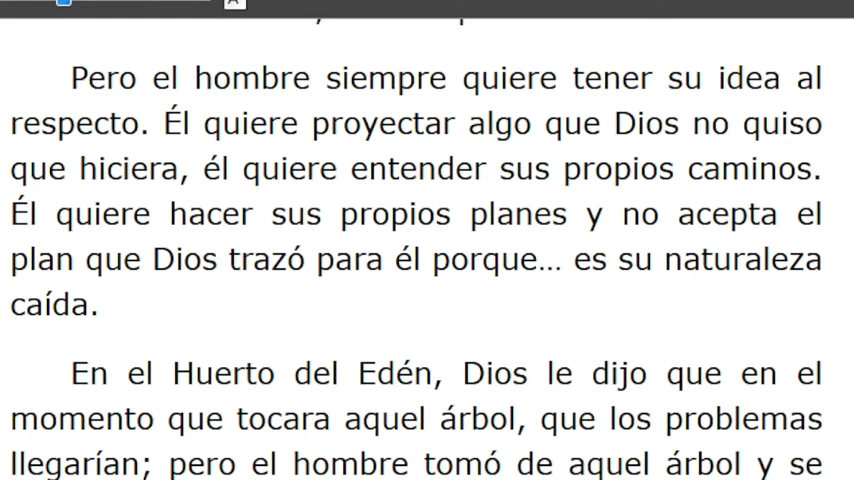 Pero el hombre siempre quiere tener su idea al
respecto. Él quiere proyectar algo que Dios no quiso
que hiciera, él quiere entender sus propios caminos.
Él quiere hacer sus propios planes y no acepta el
plan que Dios trazó para él porque… es su naturaleza
caída.
En el Huerto del Edén, Dios le dijo que en el
momento que tocara aquel árbol, que los problemas
llegarían; pero el hombre tomó de aquel árbol y se